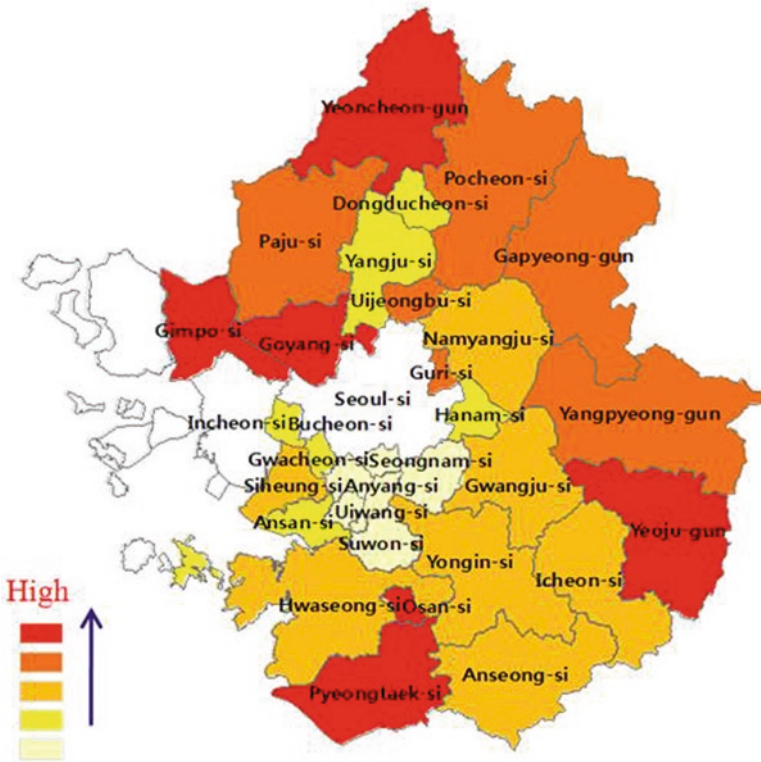 Yeoncheon-gun
Pocheon-si
Dongducheon-si
Paju-si
Gapyeong-gun
Yangju-si
Uijeongbu-si
Gimpo-si
Goyang-si
Namyangju-si
Guri-si
Seoul-si
Hanam-si
Yangpyeong-gun
Incheon-si
Bucheon-si
Gwacheon-si
Seongnam-si
Siheung-si
Anyang-si
Gwangju-si
Uiwang-si
Ansan-si
Yeoju-gun
Suwon-si
Yongin-si
Icheon-si
High
Hwaseong-si
Osan-si
Anseong-si
Pyeongtaek-si